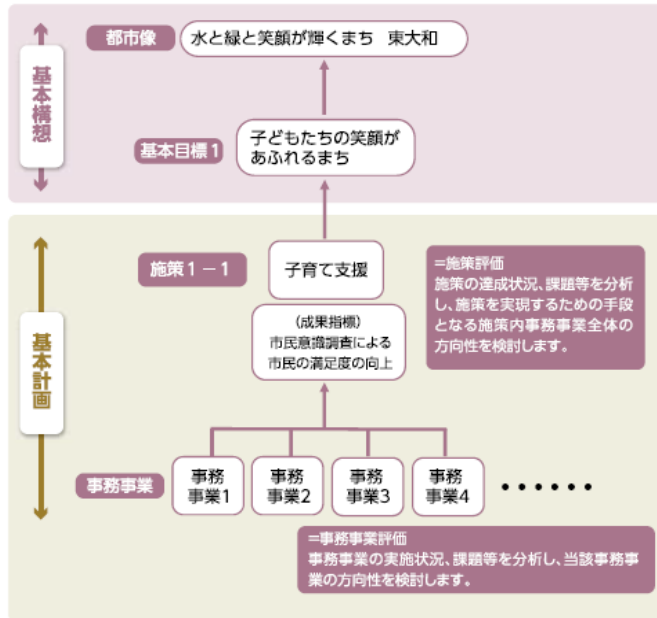 都市像
水と緑と笑顔が輝くまち 東大和
基本構想
基本目標1
子どもたちの笑顔が
あふれるまち
施策1－1
子育て支援
=施策評価
施策の達成状況、課題等を分析
し、施策を実現するための手段
となる施策内事務事業全体の
方向性を検討します。
(成果指標)
市民意識調査による
市民の満足度の向上
基本計画
事務事業
事務
事業1
事務
事業2
事務
事業3
事務
事業4
・・・・・・
=事務事業評価
事務事業の実施状況、課題等を分析し、当該事務事
業の方向性を検討します。